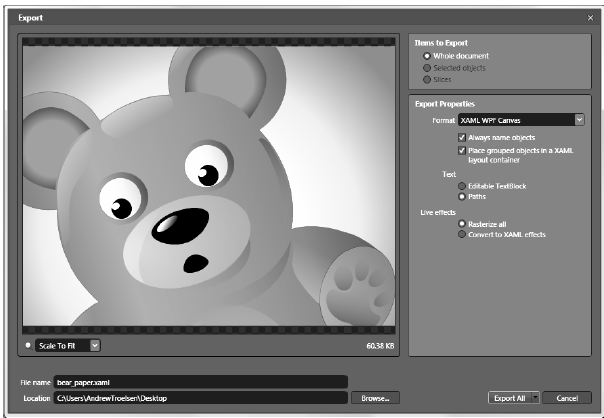 Export
Items to Export
Whole document
Selected objects
Slices
Export Properties
Format XAML WPF Canvas
Always name objects
Place grouped objects in a XAML
layout container
Text
Editable TextBlock
Paths
Live effects
Rasterize all
Convert to XAML effects
Scale To Fit 60.38 KB
File name bear_paper.xaml
Location C:\Users\AndrewTroelsen\Desktop Browse... Export All Cancel